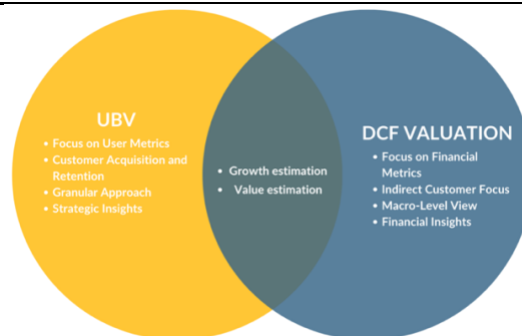 UBV
• Focus on User Metrics
• Customer Acquisition and
Retention
• Granular Approach
• Strategic Insights
• Growth estimation
• Value estimation
DCF VALUATION
• Focus on Financial
Metrics
• Indirect Customer Focus
• Macro-Level View
• Financial Insights